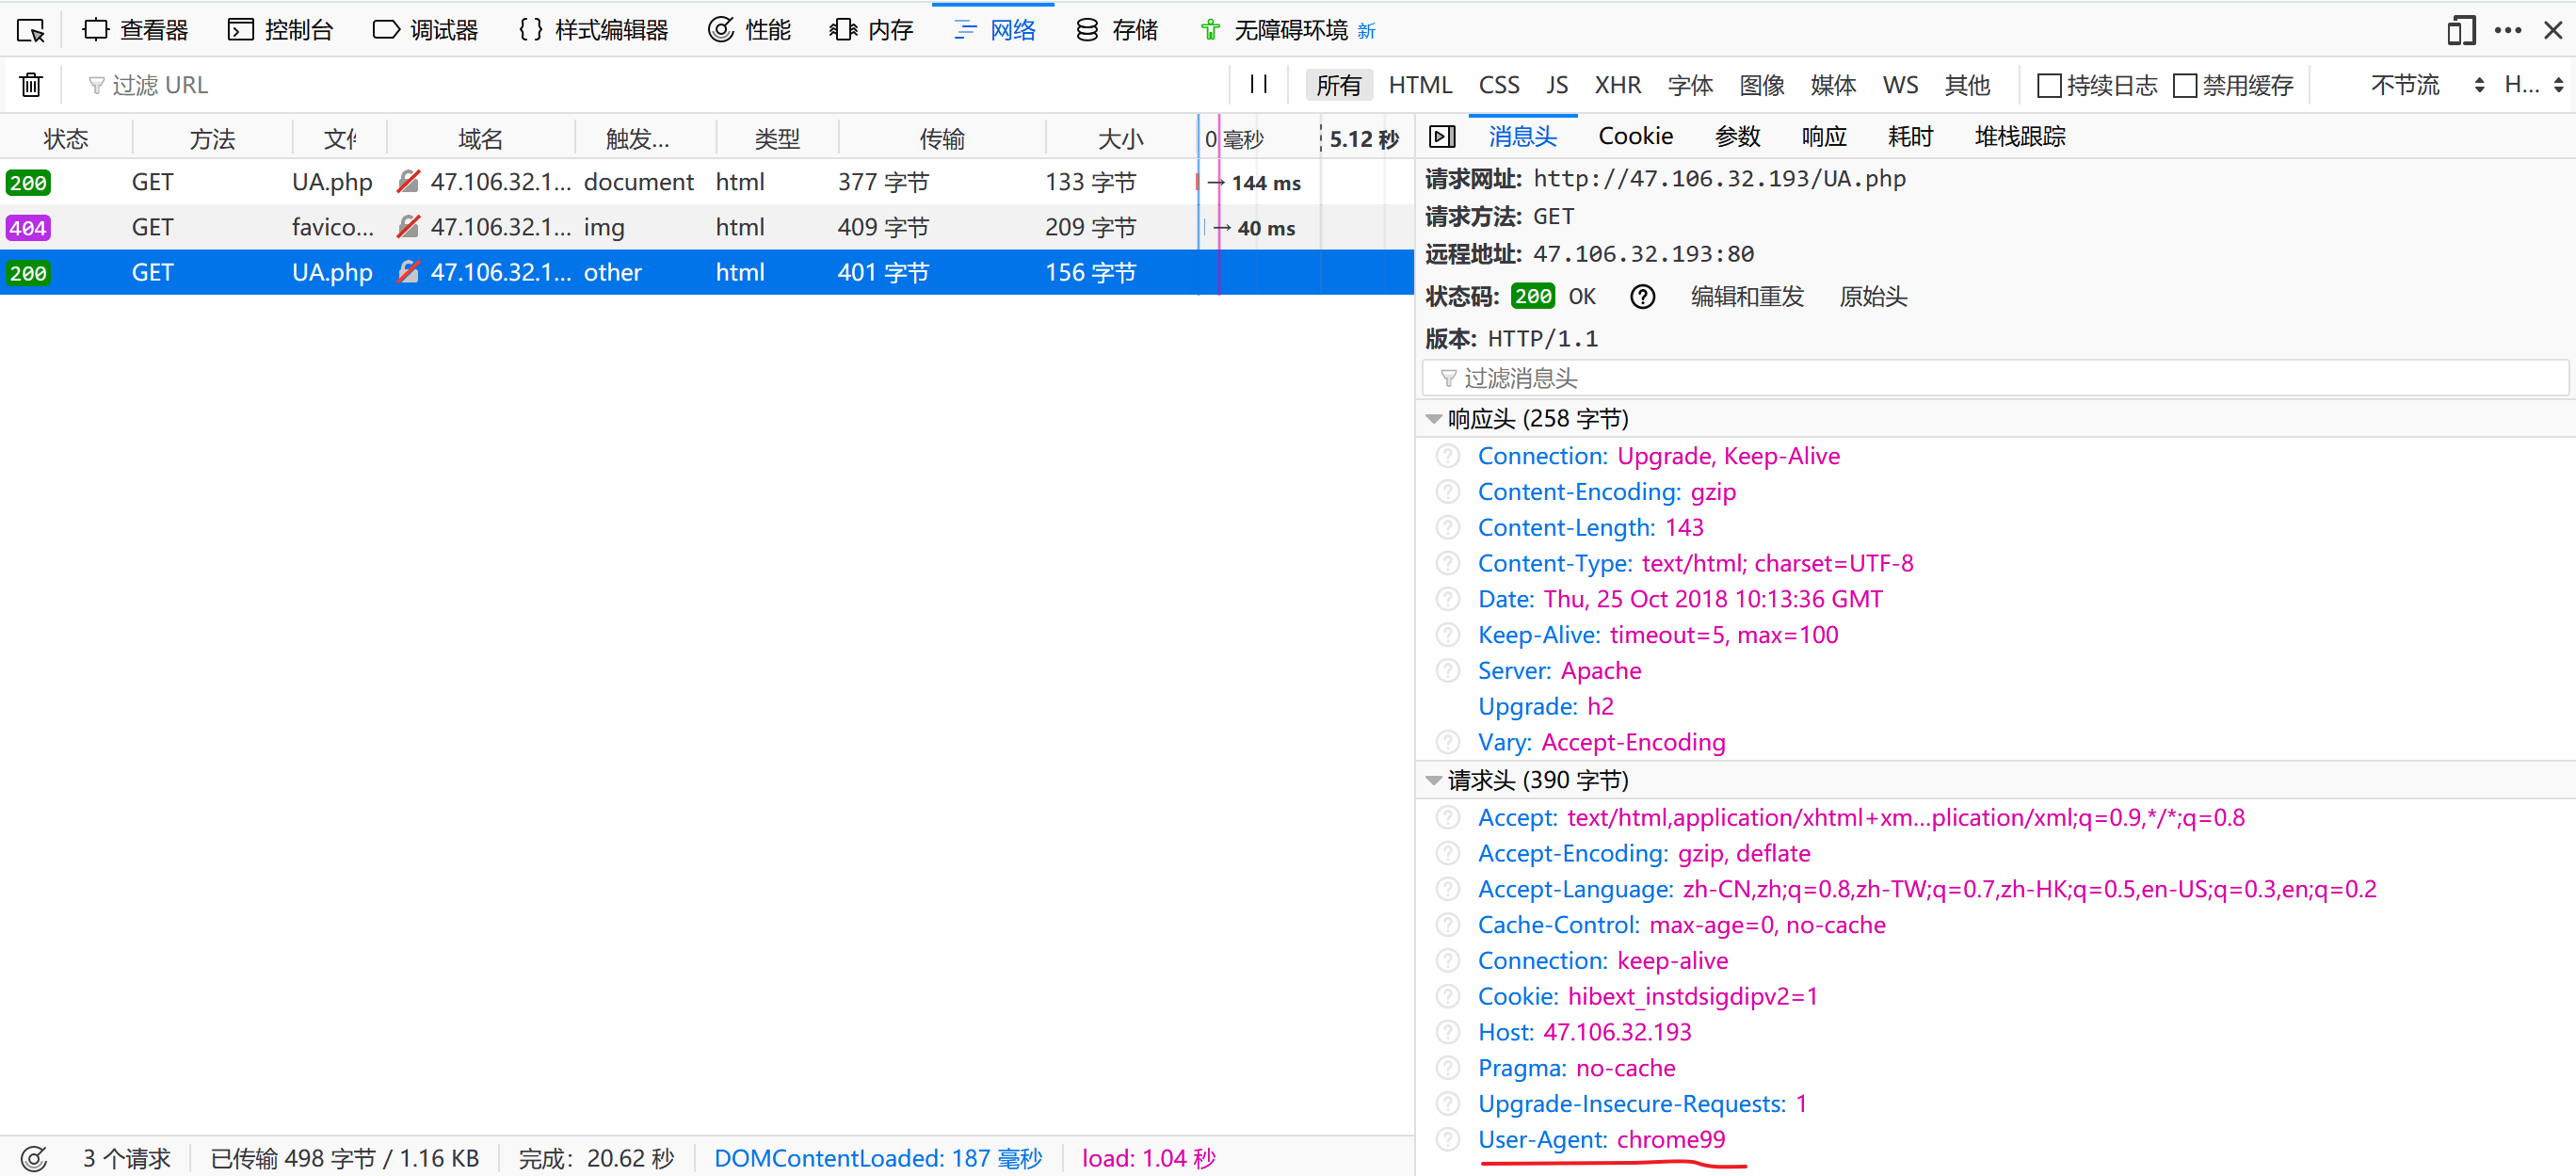 查看器 控制台 调试器 {} 样式编辑器 性能 内存 网络 存储 无障碍环境 新
过滤 URL 所有 HTML CSS JS XHR 字体 图像 媒体 WS 其他 持续日志 禁用缓存 不节流 H...
状态 方法 域名 触发... 类型 传输 大小 0 毫秒 5.12 秒
200 GET UA.php 47.106.32.1... document html 377 字节 133 字节 → 144 ms
404 GET favico... 47.106.32.1... img html 409 字节 209 字节 → 40 ms
200 GET UA.php 47.106.32.1... other html 401 字节 156 字节
3 个请求 已传输 498 字节 / 1.16 KB 完成：20.62 秒 DOMContentLoaded: 187 毫秒 load: 1.04 秒
消息头 Cookie 参数 响应 耗时 堆栈跟踪
请求网址: http://47.106.32.193/UA.php
请求方法: GET
远程地址: 47.106.32.193:80
状态码: 200 OK 编辑和重发 原始头
版本: HTTP/1.1
过滤消息头
响应头 (258 字节)
Connection: Upgrade, Keep-Alive
Content-Encoding: gzip
Content-Length: 143
Content-Type: text/html; charset=UTF-8
Date: Thu, 25 Oct 2018 10:13:36 GMT
Keep-Alive: timeout=5, max=100
Server: Apache
Upgrade: h2
Vary: Accept-Encoding
请求头 (390 字节)
Accept: text/html,application/xhtml+xm...plication/xml;q=0.9,*/*;q=0.8
Accept-Encoding: gzip, deflate
Accept-Language: zh-CN,zh;q=0.8,zh-TW;q=0.7,zh-HK;q=0.5,en-US;q=0.3,en;q=0.2
Cache-Control: max-age=0, no-cache
Connection: keep-alive
Cookie: hibext_instdsigdipv2=1
Host: 47.106.32.193
Pragma: no-cache
Upgrade-Insecure-Requests: 1
User-Agent: chrome99